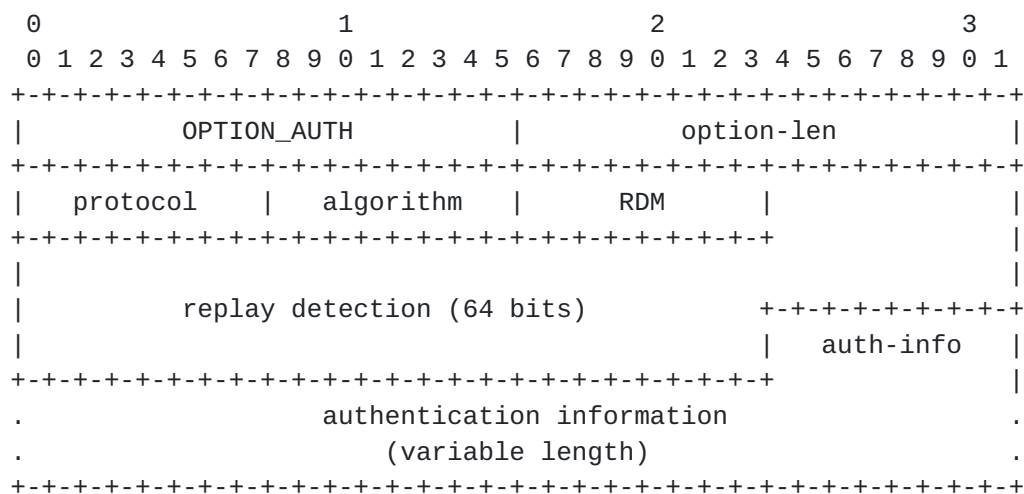 0                   1                   2                   3
 0 1 2 3 4 5 6 7 8 9 0 1 2 3 4 5 6 7 8 9 0 1 2 3 4 5 6 7 8 9 0 1
+-+-+-+-+-+-+-+-+-+-+-+-+-+-+-+-+-+-+-+-+-+-+-+-+-+-+-+-+-+-+-+-+
|          OPTION_AUTH          |          option-len           |
+-+-+-+-+-+-+-+-+-+-+-+-+-+-+-+-+-+-+-+-+-+-+-+-+-+-+-+-+-+-+-+-+
|   protocol    |   algorithm   |      RDM      |               |
+-+-+-+-+-+-+-+-+-+-+-+-+-+-+-+-+-+-+-+-+-+-+-+-+               |
|                                                               |
|          replay detection (64 bits)           +-+-+-+-+-+-+-+-+
|                                               |   auth-info   |
+-+-+-+-+-+-+-+-+-+-+-+-+-+-+-+-+-+-+-+-+-+-+-+-+               |
.                   authentication information                  .
.                       (variable length)                       .
+-+-+-+-+-+-+-+-+-+-+-+-+-+-+-+-+-+-+-+-+-+-+-+-+-+-+-+-+-+-+-+-+